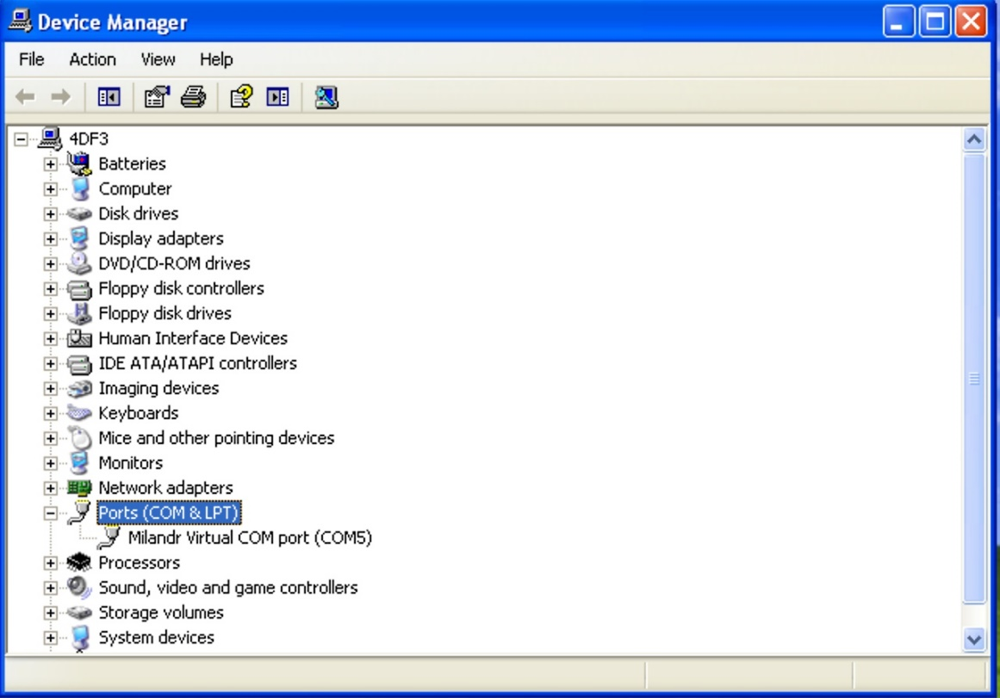 Device Manager
File Action View Help
4DF3
Batteries
Computer
Disk drives
Display adapters
DVD/CD-ROM drives
Floppy disk controllers
Floppy disk drives
Human Interface Devices
IDE ATA/ATAPI controllers
Imaging devices
Keyboards
Mice and other pointing devices
Monitors
Network adapters
Ports (COM & LPT)
Milandr Virtual COM port (COM5)
Processors
Sound, video and game controllers
Storage volumes
System devices